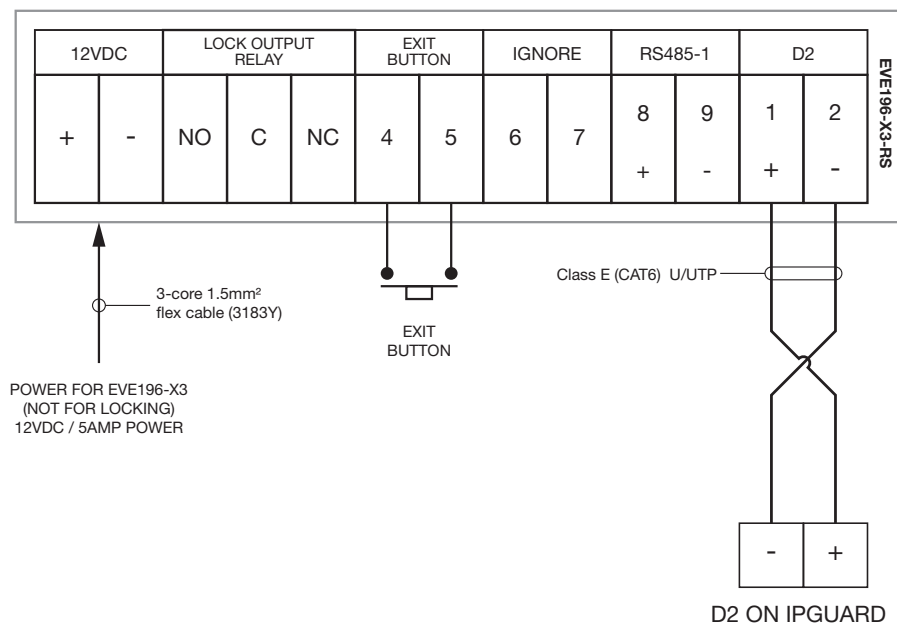 12VDC
LOCK OUTPUT
RELAY
EXIT
BUTTON
IGNORE
RS485-1
D2
+ - NO C NC 4 5 6 7 8 9 1 2
+ - + -
EVE196-X3-RS
3-core 1.5mm²
flex cable (3183Y)
POWER FOR EVE196-X3
(NOT FOR LOCKING)
12VDC / 5AMP POWER
EXIT
BUTTON
Class E (CAT6) U/UTP
- +
D2 ON IPGUARD